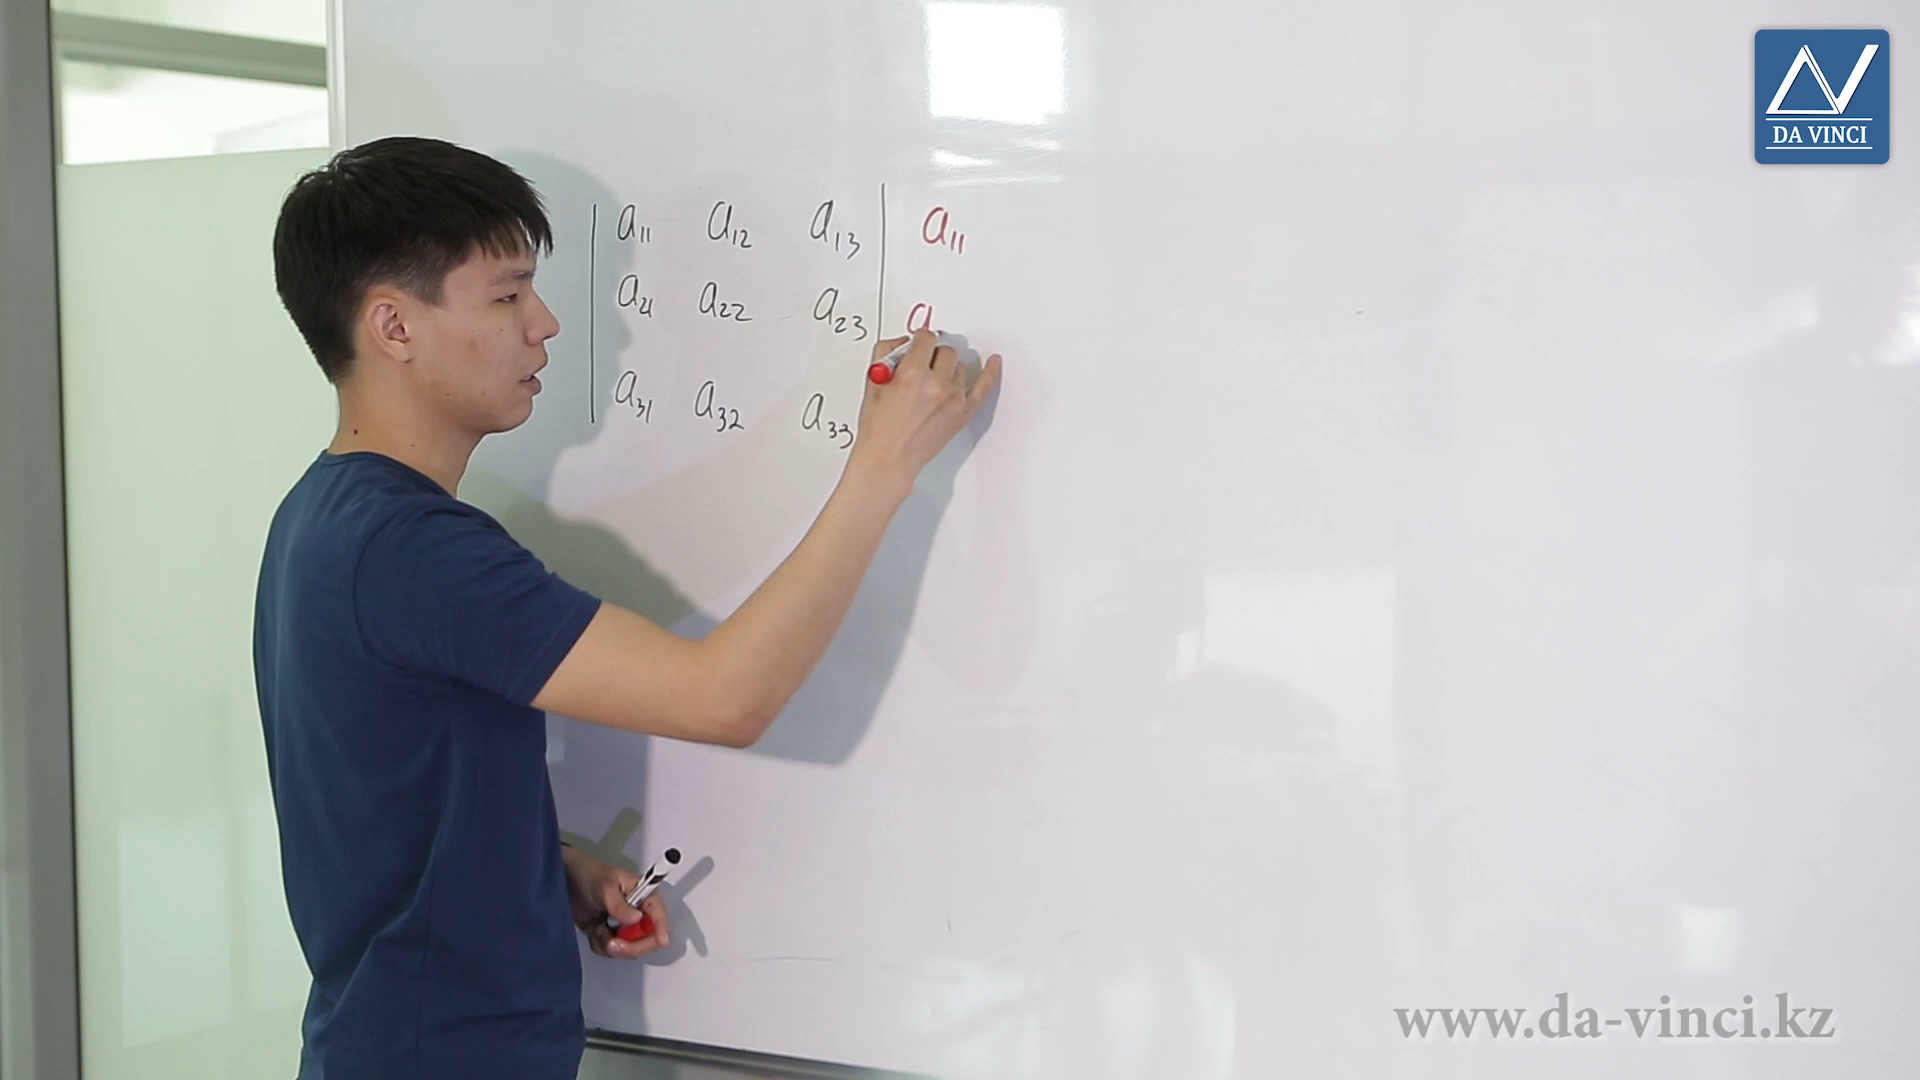 DA VINCI
a₁₁ a₁₂ a₁₃ a₁₁
a₂₁ a₂₂ a₂₃ a
a₃₁ a₃₂ a₃₃
www.da-vinci.kz